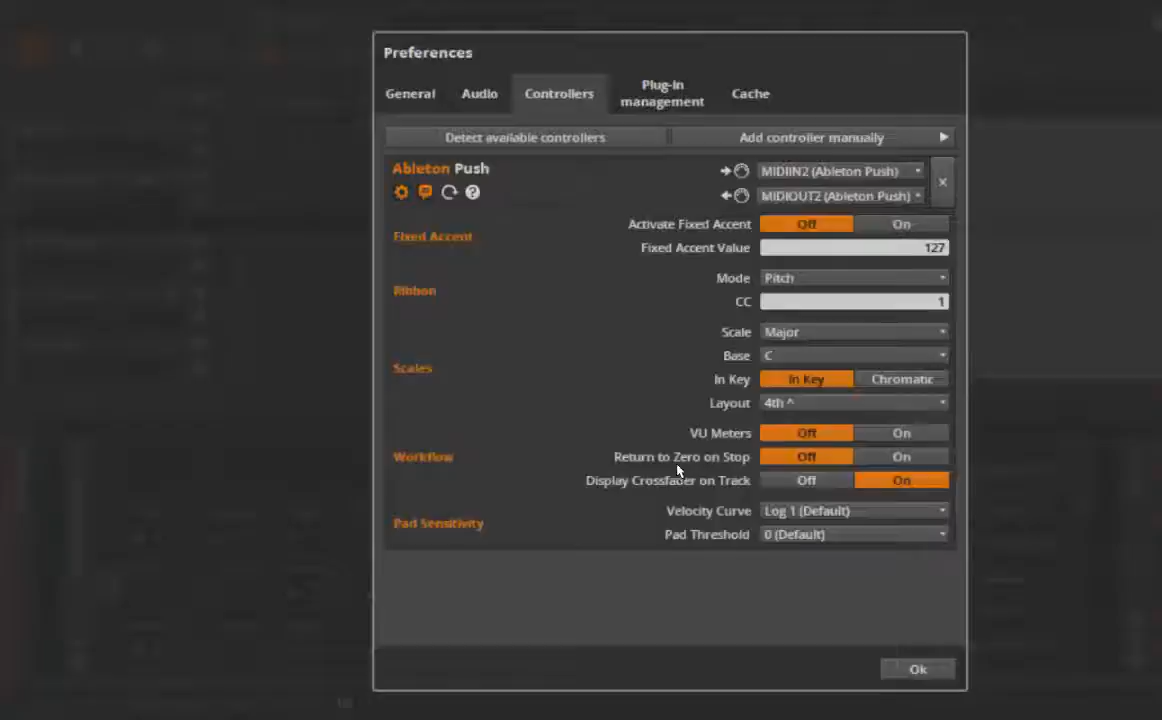 Preferences
General
Audio
Controllers
Plug-in
management
Cache
Detect available controllers
Add controller manually
Ableton Push
MIDIIN2 (Ableton Push)
MIDIOUT2 (Ableton Push)
Fixed Accent
Activate Fixed Accent Off On
Fixed Accent Value 127
Ribbon
Mode Pitch
CC 1
Scales
Scale Major
Base C
In Key In Key Chromatic
Layout 4th ^
Workflow
VU Meters Off On
Return to Zero on Stop Off On
Display Crossfader on Track Off On
Pad Sensitivity
Velocity Curve Log 1 (Default)
Pad Threshold 0 (Default)
Ok